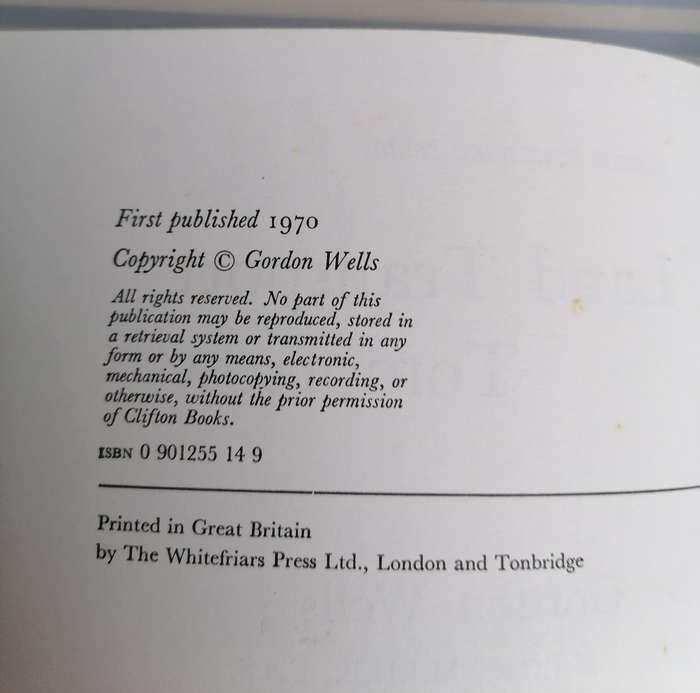 First published 1970
Copyright © Gordon Wells
All rights reserved. No part of this
publication may be reproduced, stored in
a retrieval system or transmitted in any
form or by any means, electronic,
mechanical, photocopying, recording, or
otherwise, without the prior permission
of Clifton Books.
ISBN 0 901255 14 9
Printed in Great Britain
by The Whitefriars Press Ltd., London and Tonbridge